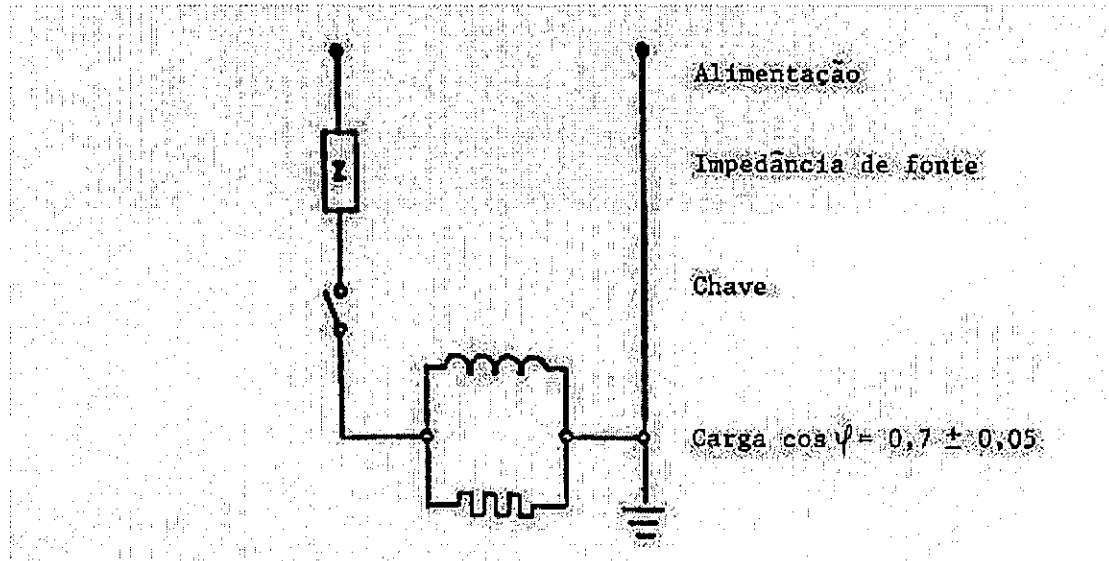 Alimentação
Impedância de fonte
Z
Chave
Carga cos φ = 0,7 ± 0,05